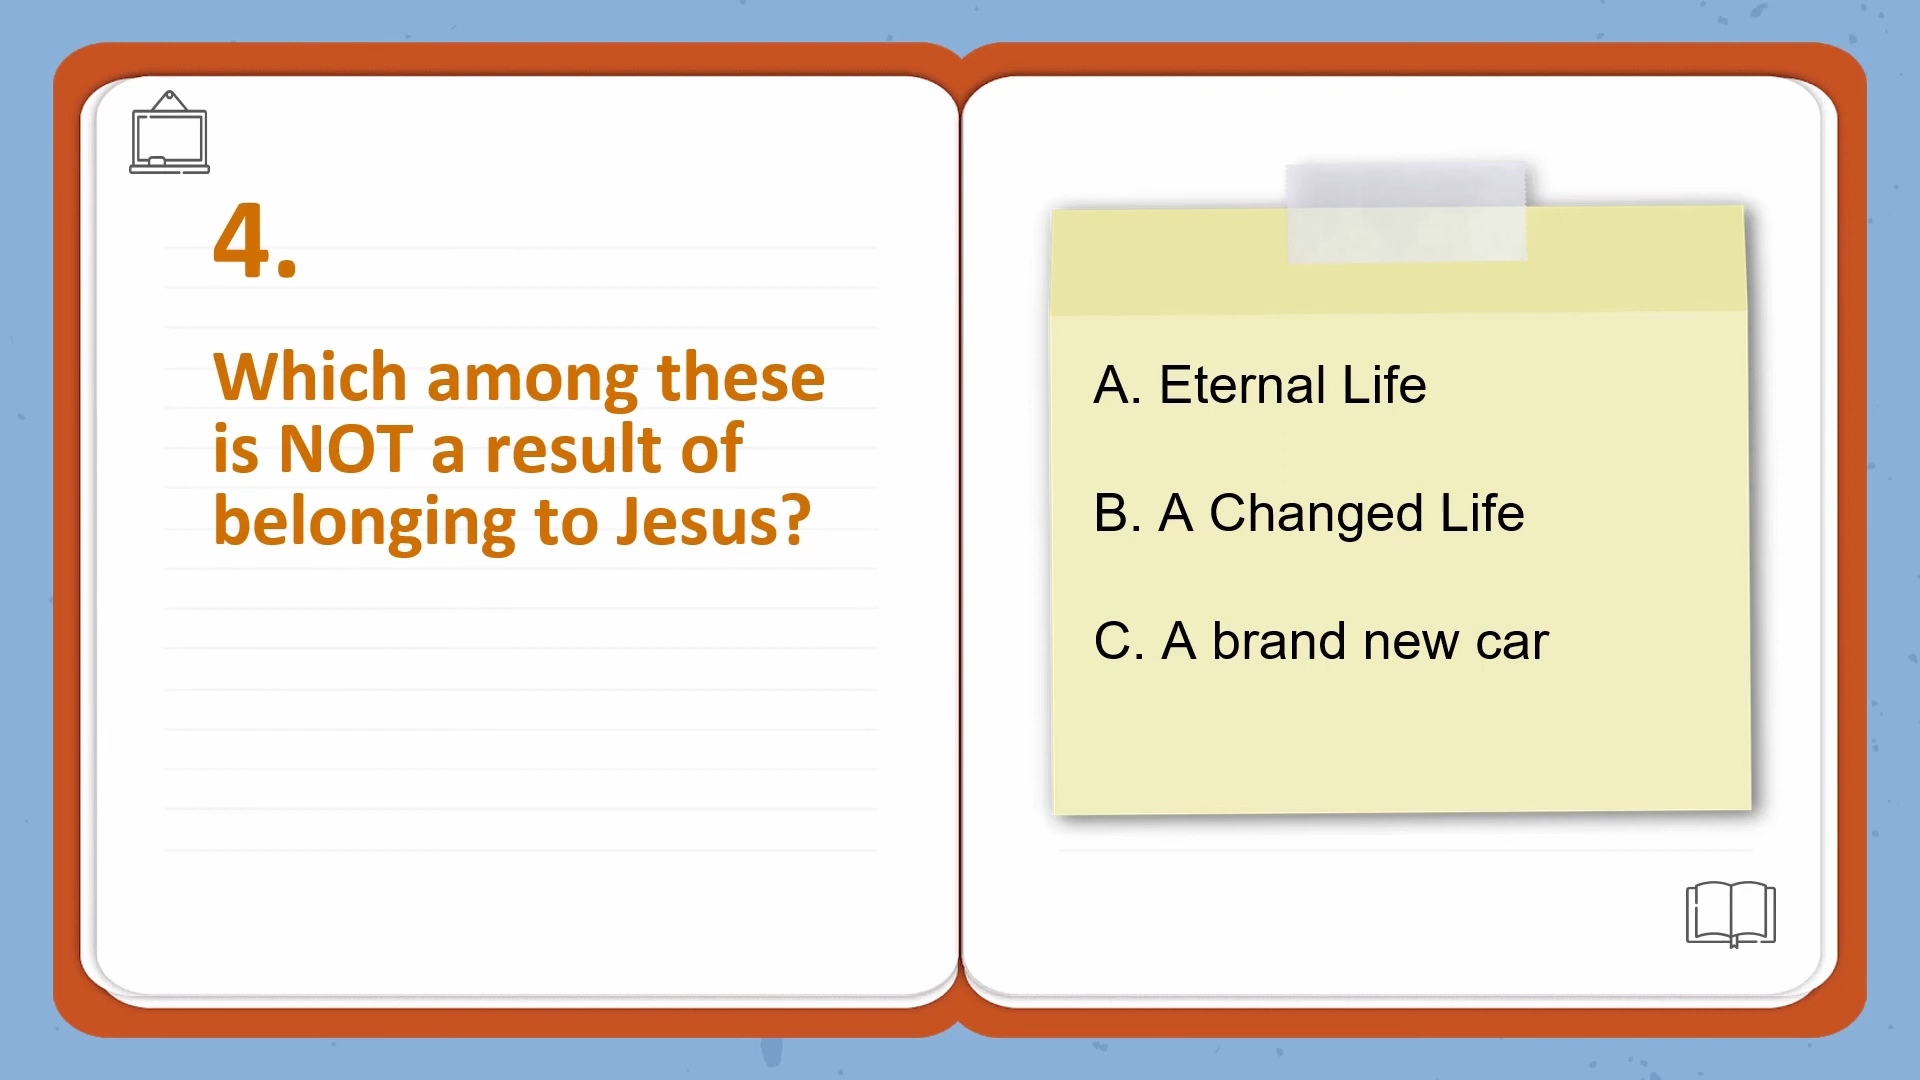 4.
Which among these
is NOT a result of
belonging to Jesus?
A. Eternal Life
B. A Changed Life
C. A brand new car